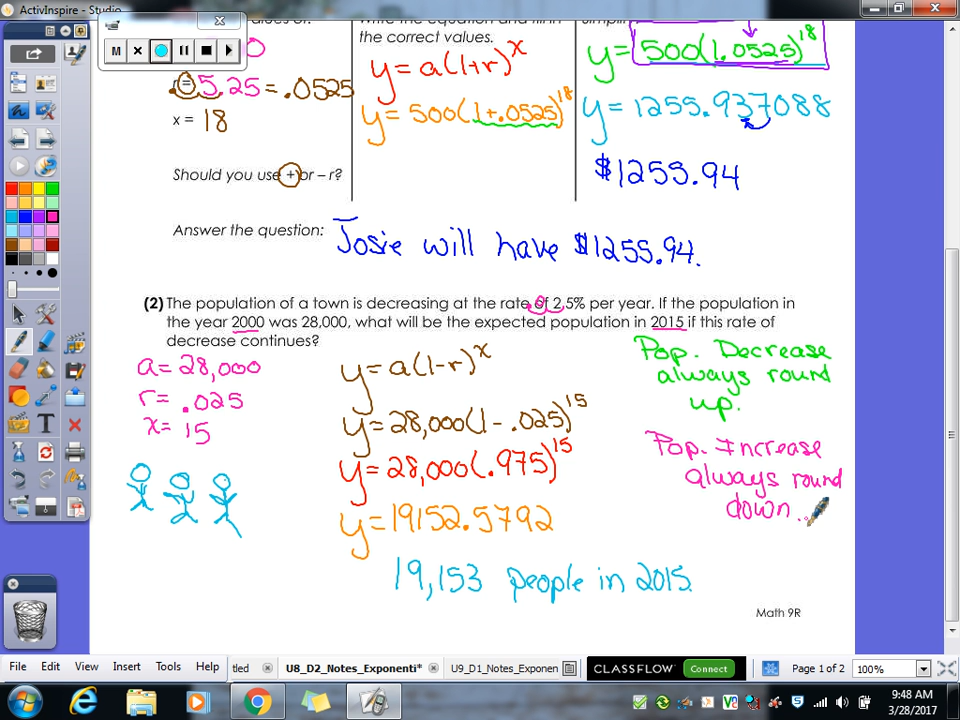 ActivInspire - Studio
values of:
Write the equation and fill in
the correct values.
0
r = 5.25 = .0525
x = 18
Should you use + or – r?
y = a(1+r)^x
y = 500(1+.0525)^18
y = 500(1.0525)^18
y = 1255.937088
$1255.94
Answer the question:
Josie will have $1255.94.
(2) The population of a town is decreasing at the rate of 2.5% per year. If the population in
the year 2000 was 28,000, what will be the expected population in 2015 if this rate of
decrease continues?
a = 28,000
r = .025
x = 15
y = a(1-r)^x
y = 28,000(1 - .025)^15
y = 28,000(.975)^15
y = 19152.5792
19,153 people in 2015.
Pop. Decrease
always round
up.
Pop. Increase
always round
down.
Math 9R
File Edit View Insert Tools Help
tled
U8_D2_Notes_Exponenti*
U9_D1_Notes_Exponen
CLASSFLOW
Connect
Page 1 of 2
100%
9:48 AM
3/28/2017